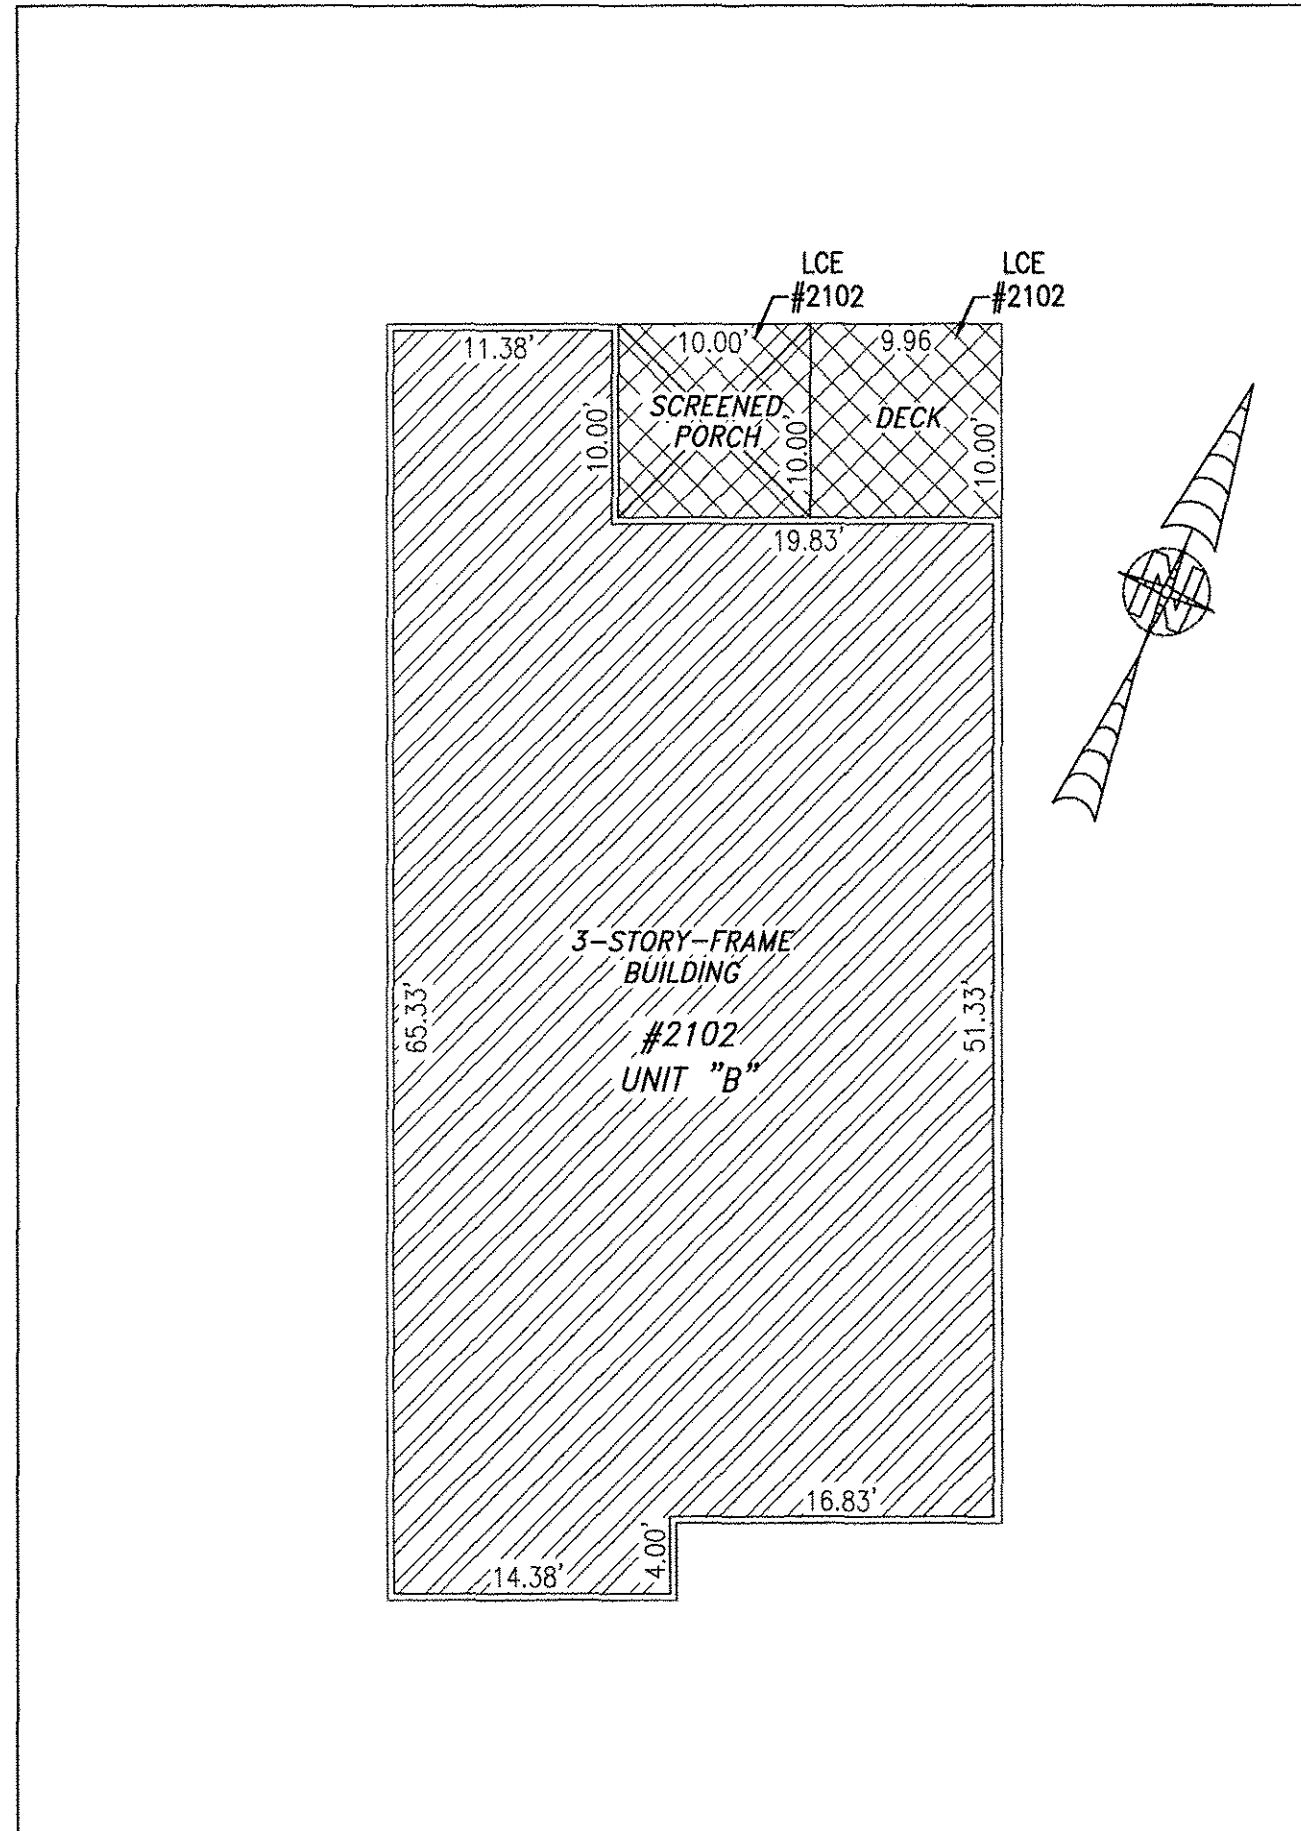 LCE
#2102
LCE
#2102
11.38'
10.00'
9.96
SCREENED
PORCH
DECK
10.00'
10.00'
10.00'
19.83'
N
3-STORY-FRAME
BUILDING
65.33'
51.33'
#2102
UNIT "B"
16.83'
4.00'
14.38'